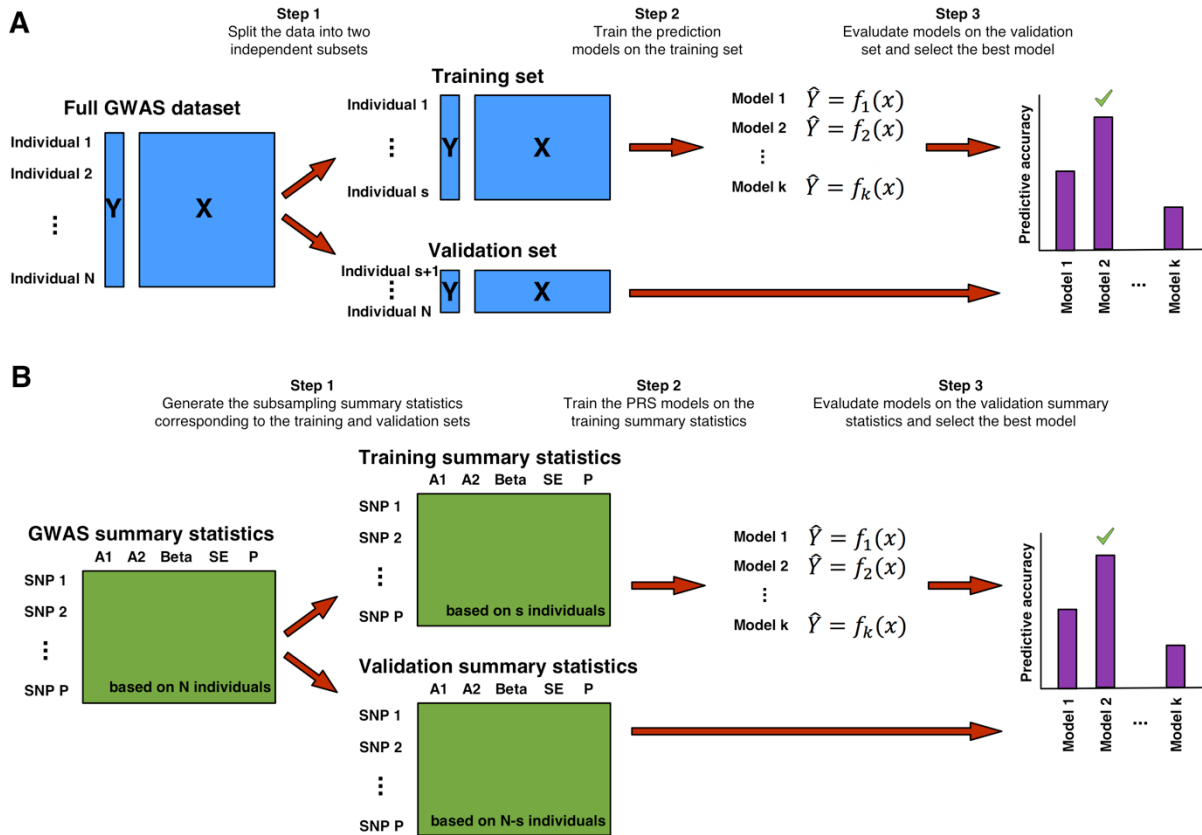 A
Step 1
Split the data into two
independent subsets
Step 2
Train the prediction
models on the training set
Step 3
Evaludate models on the validation
set and select the best model
Full GWAS dataset
Individual 1
Individual 2
⋮
Individual N
Y
X
Training set
Individual 1
⋮
Individual s
Y
X
Validation set
Individual s+1
⋮
Individual N
Y
X
Model 1 Ŷ = f₁(x)
Model 2 Ŷ = f₂(x)
⋮
Model k Ŷ = fₖ(x)
Predictive accuracy
✓
Model 1
Model 2
...
Model k
B
Step 1
Generate the subsampling summary statistics
corresponding to the training and validation sets
Step 2
Train the PRS models on the
training summary statistics
Step 3
Evaludate models on the validation summary
statistics and select the best model
GWAS summary statistics
A1 A2 Beta SE P
SNP 1
SNP 2
⋮
SNP P
based on N individuals
Training summary statistics
A1 A2 Beta SE P
SNP 1
SNP 2
⋮
SNP P
based on s individuals
Validation summary statistics
A1 A2 Beta SE P
SNP 1
SNP 2
⋮
SNP P
based on N-s individuals
Model 1 Ŷ = f₁(x)
Model 2 Ŷ = f₂(x)
⋮
Model k Ŷ = fₖ(x)
Predictive accuracy
✓
Model 1
Model 2
...
Model k